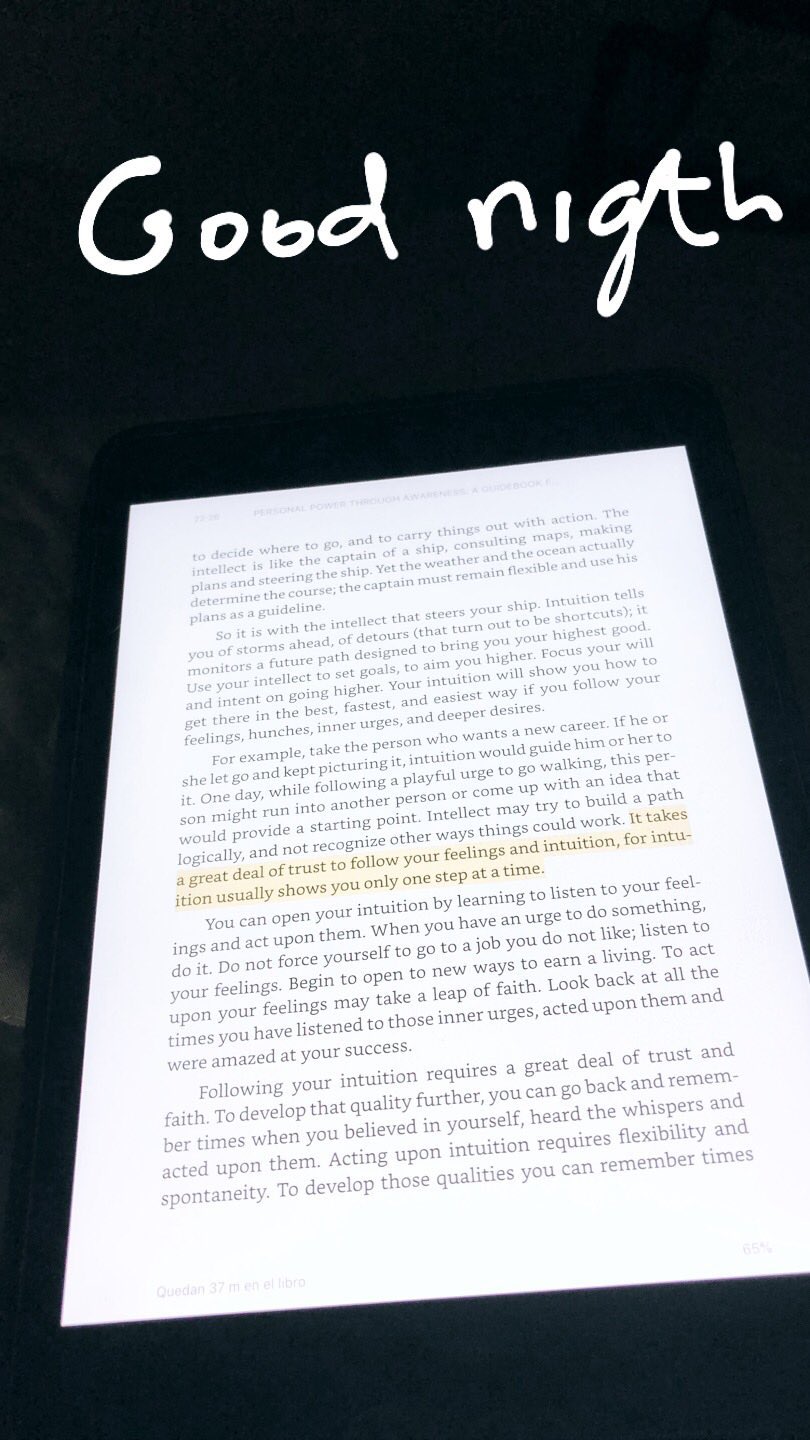 Good nigth
22:26 PERSONAL POWER THROUGH AWARENESS: A GUIDEBOOK F...
to decide where to go, and to carry things out with action. The
intellect is like the captain of a ship, consulting maps, making
plans and steering the ship. Yet the weather and the ocean actually
determine the course; the captain must remain flexible and use his
plans as a guideline.
So it is with the intellect that steers your ship. Intuition tells
you of storms ahead, of detours (that turn out to be shortcuts); it
monitors a future path designed to bring you your highest good.
Use your intellect to set goals, to aim you higher. Focus your will
and intent on going higher. Your intuition will show you how to
get there in the best, fastest, and easiest way if you follow your
feelings, hunches, inner urges, and deeper desires.
For example, take the person who wants a new career. If he or
she let go and kept picturing it, intuition would guide him or her to
it. One day, while following a playful urge to go walking, this per-
son might run into another person or come up with an idea that
would provide a starting point. Intellect may try to build a path
logically, and not recognize other ways things could work. It takes
a great deal of trust to follow your feelings and intuition, for intu-
ition usually shows you only one step at a time.
You can open your intuition by learning to listen to your feel-
ings and act upon them. When you have an urge to do something,
do it. Do not force yourself to go to a job you do not like; listen to
your feelings. Begin to open to new ways to earn a living. To act
upon your feelings may take a leap of faith. Look back at all the
times you have listened to those inner urges, acted upon them and
were amazed at your success.
Following your intuition requires a great deal of trust and
faith. To develop that quality further, you can go back and remem-
ber times when you believed in yourself, heard the whispers and
acted upon them. Acting upon intuition requires flexibility and
spontaneity. To develop those qualities you can remember times
Quedan 37 m en el libro 65%